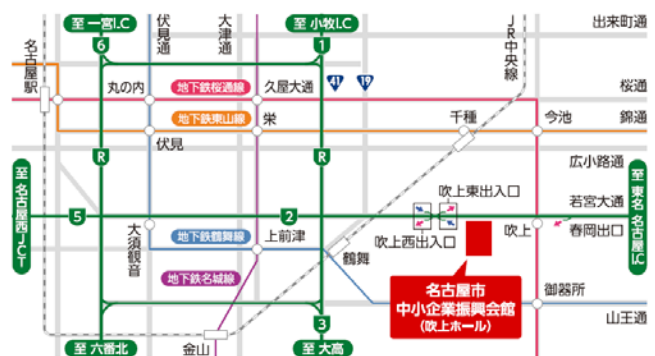 至 一宮I.C
伏見通
大津通
至 小牧I.C
JR中央線
出来町通
名古屋駅
6
1
丸の内
地下鉄桜通線
久屋大通
41
19
桜通
地下鉄東山線
栄
千種
今池
錦通
伏見
R
R
広小路通
至 名古屋西JCT
吹上東出入口
若宮大通
至 東名 名古屋I.C
5
2
大須観音
地下鉄鶴舞線
上前津
吹上西出入口
吹上
春岡出口
鶴舞
地下鉄名城線
名古屋市
中小企業振興会館
(吹上ホール)
御器所
山王通
3
至 六番北
金山
至 大高